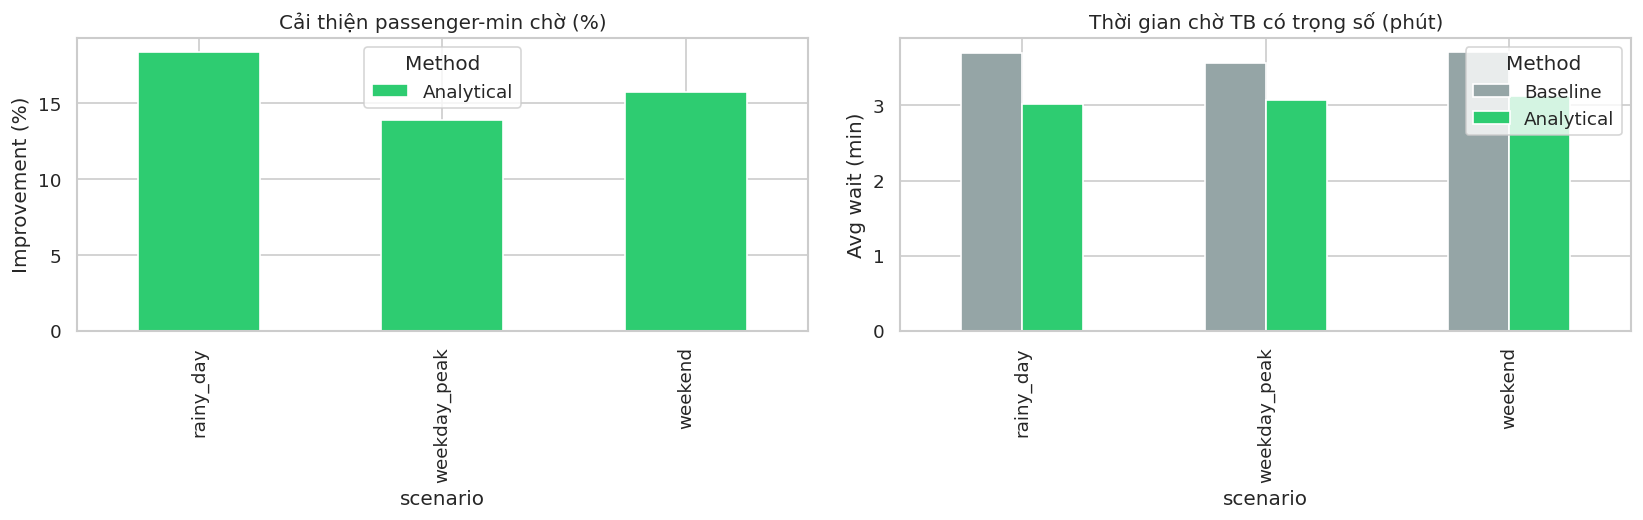 Cải thiện passenger-min chờ (%)
Improvement (%)
15
10
5
0
Method
Analytical
rainy_day
weekday_peak
weekend
scenario
Thời gian chờ TB có trọng số (phút)
Avg wait (min)
3
2
1
0
Method
Baseline
Analytical
rainy_day
weekday_peak
weekend
scenario